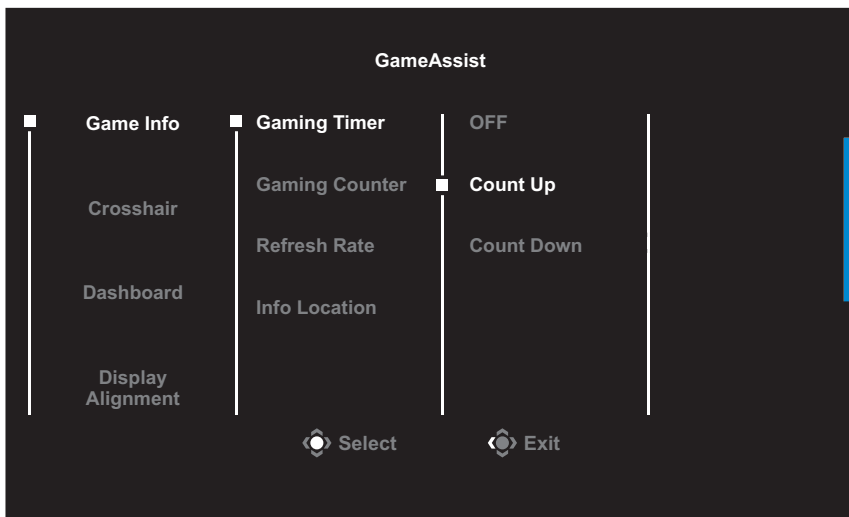 GameAssist
Game Info
Crosshair
Dashboard
Display
Alignment
Gaming Timer
Gaming Counter
Refresh Rate
Info Location
OFF
Count Up
Count Down
Select
Exit